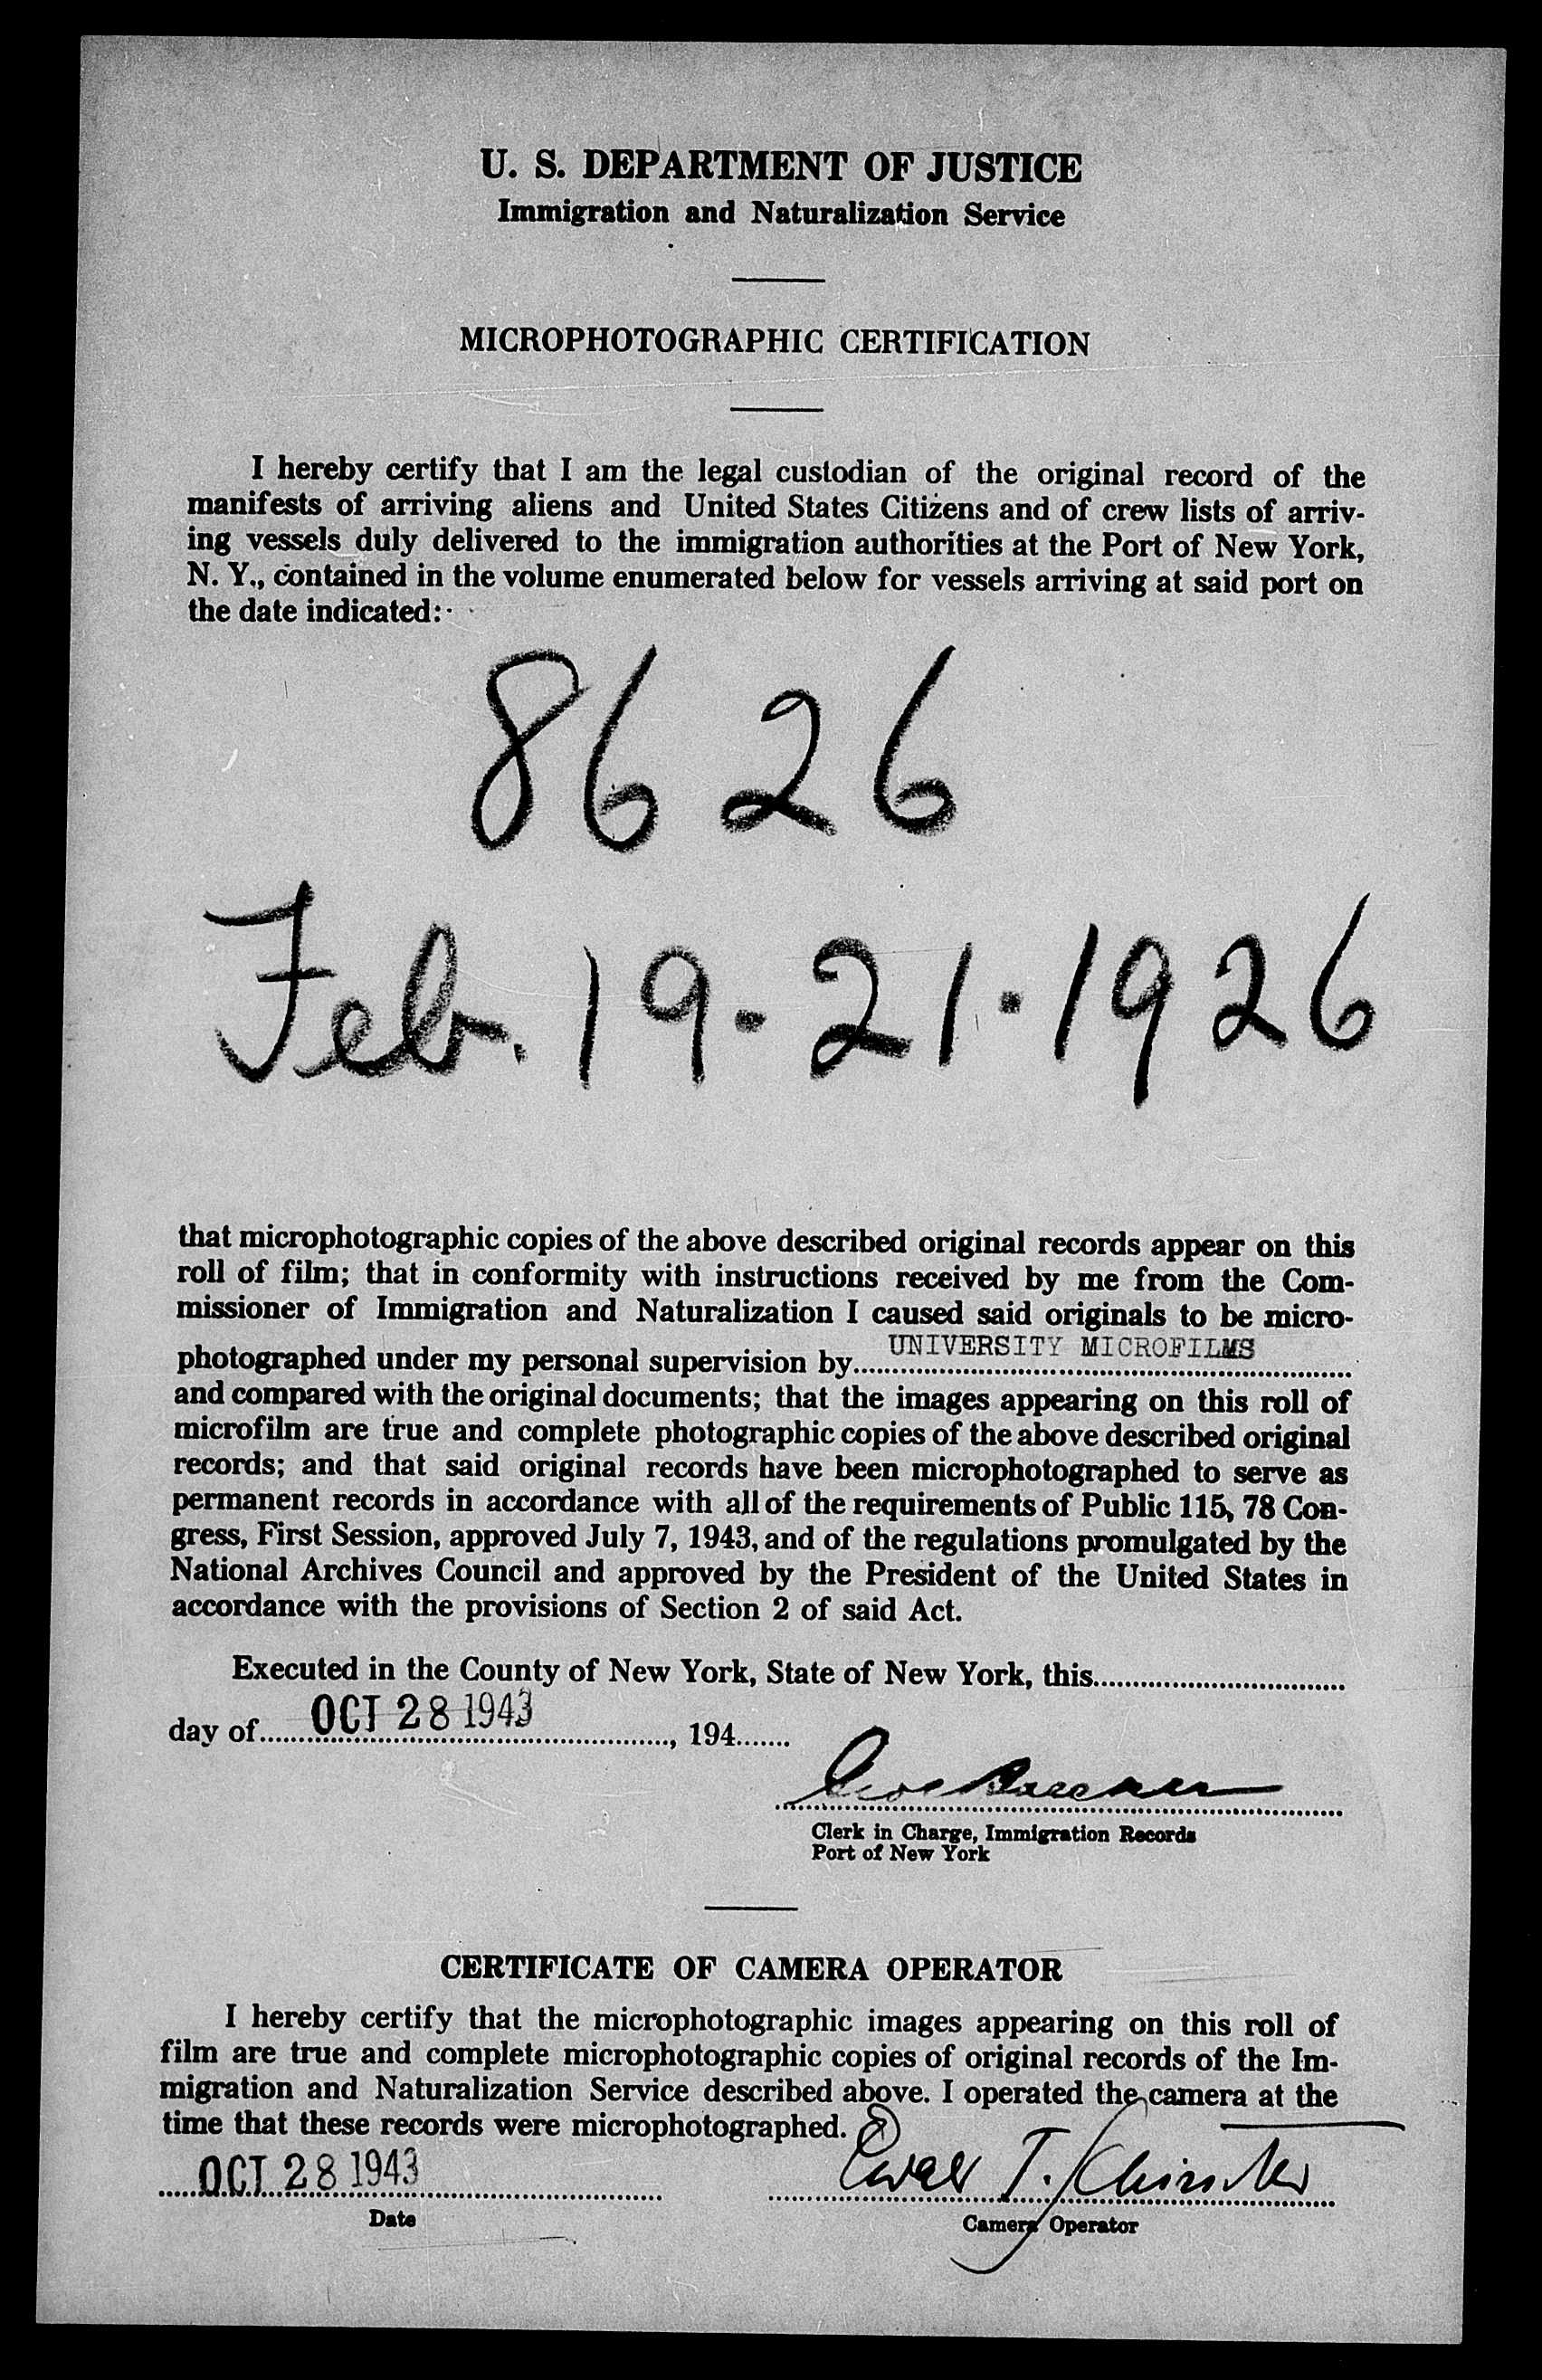 U. S. DEPARTMENT OF JUSTICE
Immigration and Naturalization Service
MICROPHOTOGRAPHIC CERTIFICATION
I hereby certify that I am the legal custodian of the original record of the
manifests of arriving aliens and United States Citizens and of crew lists of arriv-
ing vessels duly delivered to the immigration authorities at the Port of New York,
N. Y., contained in the volume enumerated below for vessels arriving at said port on
the date indicated:
8626
Feb. 19-21-1926
that microphotographic copies of the above described original records appear on this
roll of film; that in conformity with instructions received by me from the Com-
missioner of Immigration and Naturalization I caused said originals to be micro-
photographed under my personal supervision by UNIVERSITY MICROFILMS
and compared with the original documents; that the images appearing on this roll of
microfilm are true and complete photographic copies of the above described original
records; and that said original records have been microphotographed to serve as
permanent records in accordance with all of the requirements of Public 115, 78 Con-
gress, First Session, approved July 7, 1943, and of the regulations promulgated by the
National Archives Council and approved by the President of the United States in
accordance with the provisions of Section 2 of said Act.
Executed in the County of New York, State of New York, this
day of OCT 28 1943, 194
Clerk in Charge, Immigration Records
Port of New York
CERTIFICATE OF CAMERA OPERATOR
I hereby certify that the microphotographic images appearing on this roll of
film are true and complete microphotographic copies of original records of the Im-
migration and Naturalization Service described above. I operated the camera at the
time that these records were microphotographed.
OCT 28 1943
Date
Camera Operator